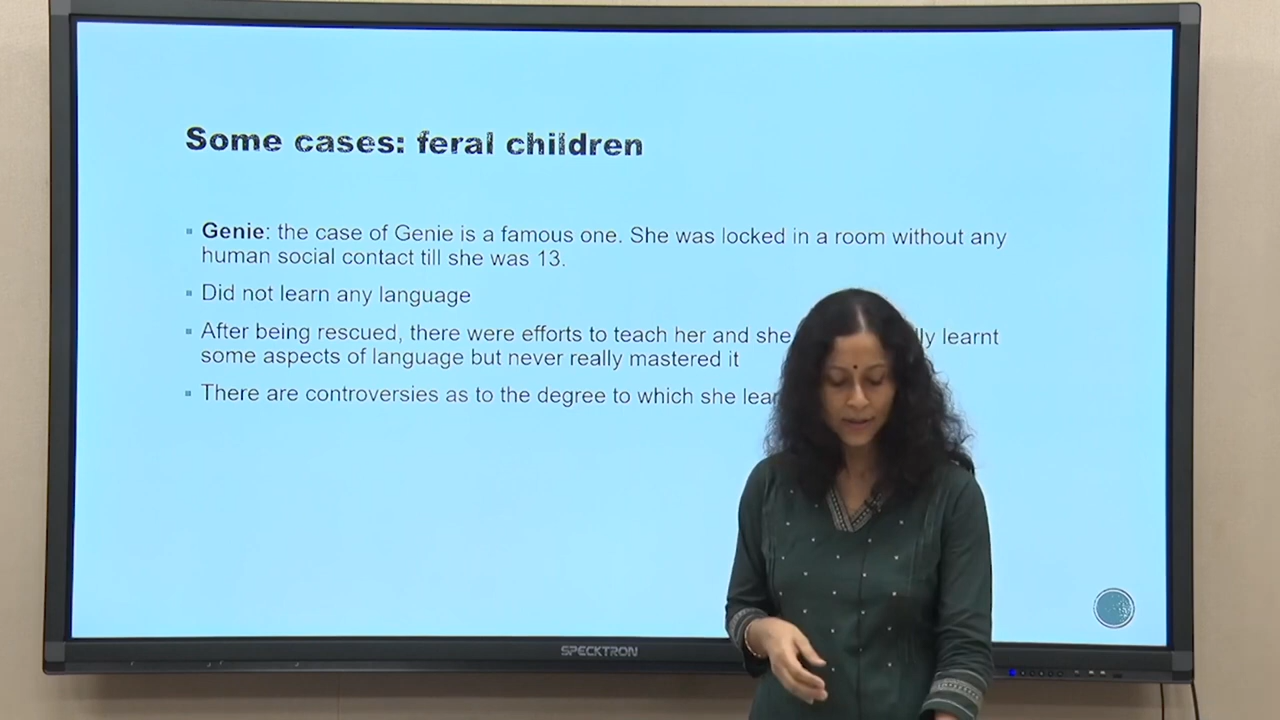 Some cases: feral children
Genie: the case of Genie is a famous one. She was locked in a room without any
human social contact till she was 13.
Did not learn any language
After being rescued, there were efforts to teach her and she learnt
some aspects of language but never really mastered it
There are controversies as to the degree to which she
SPECKTRON